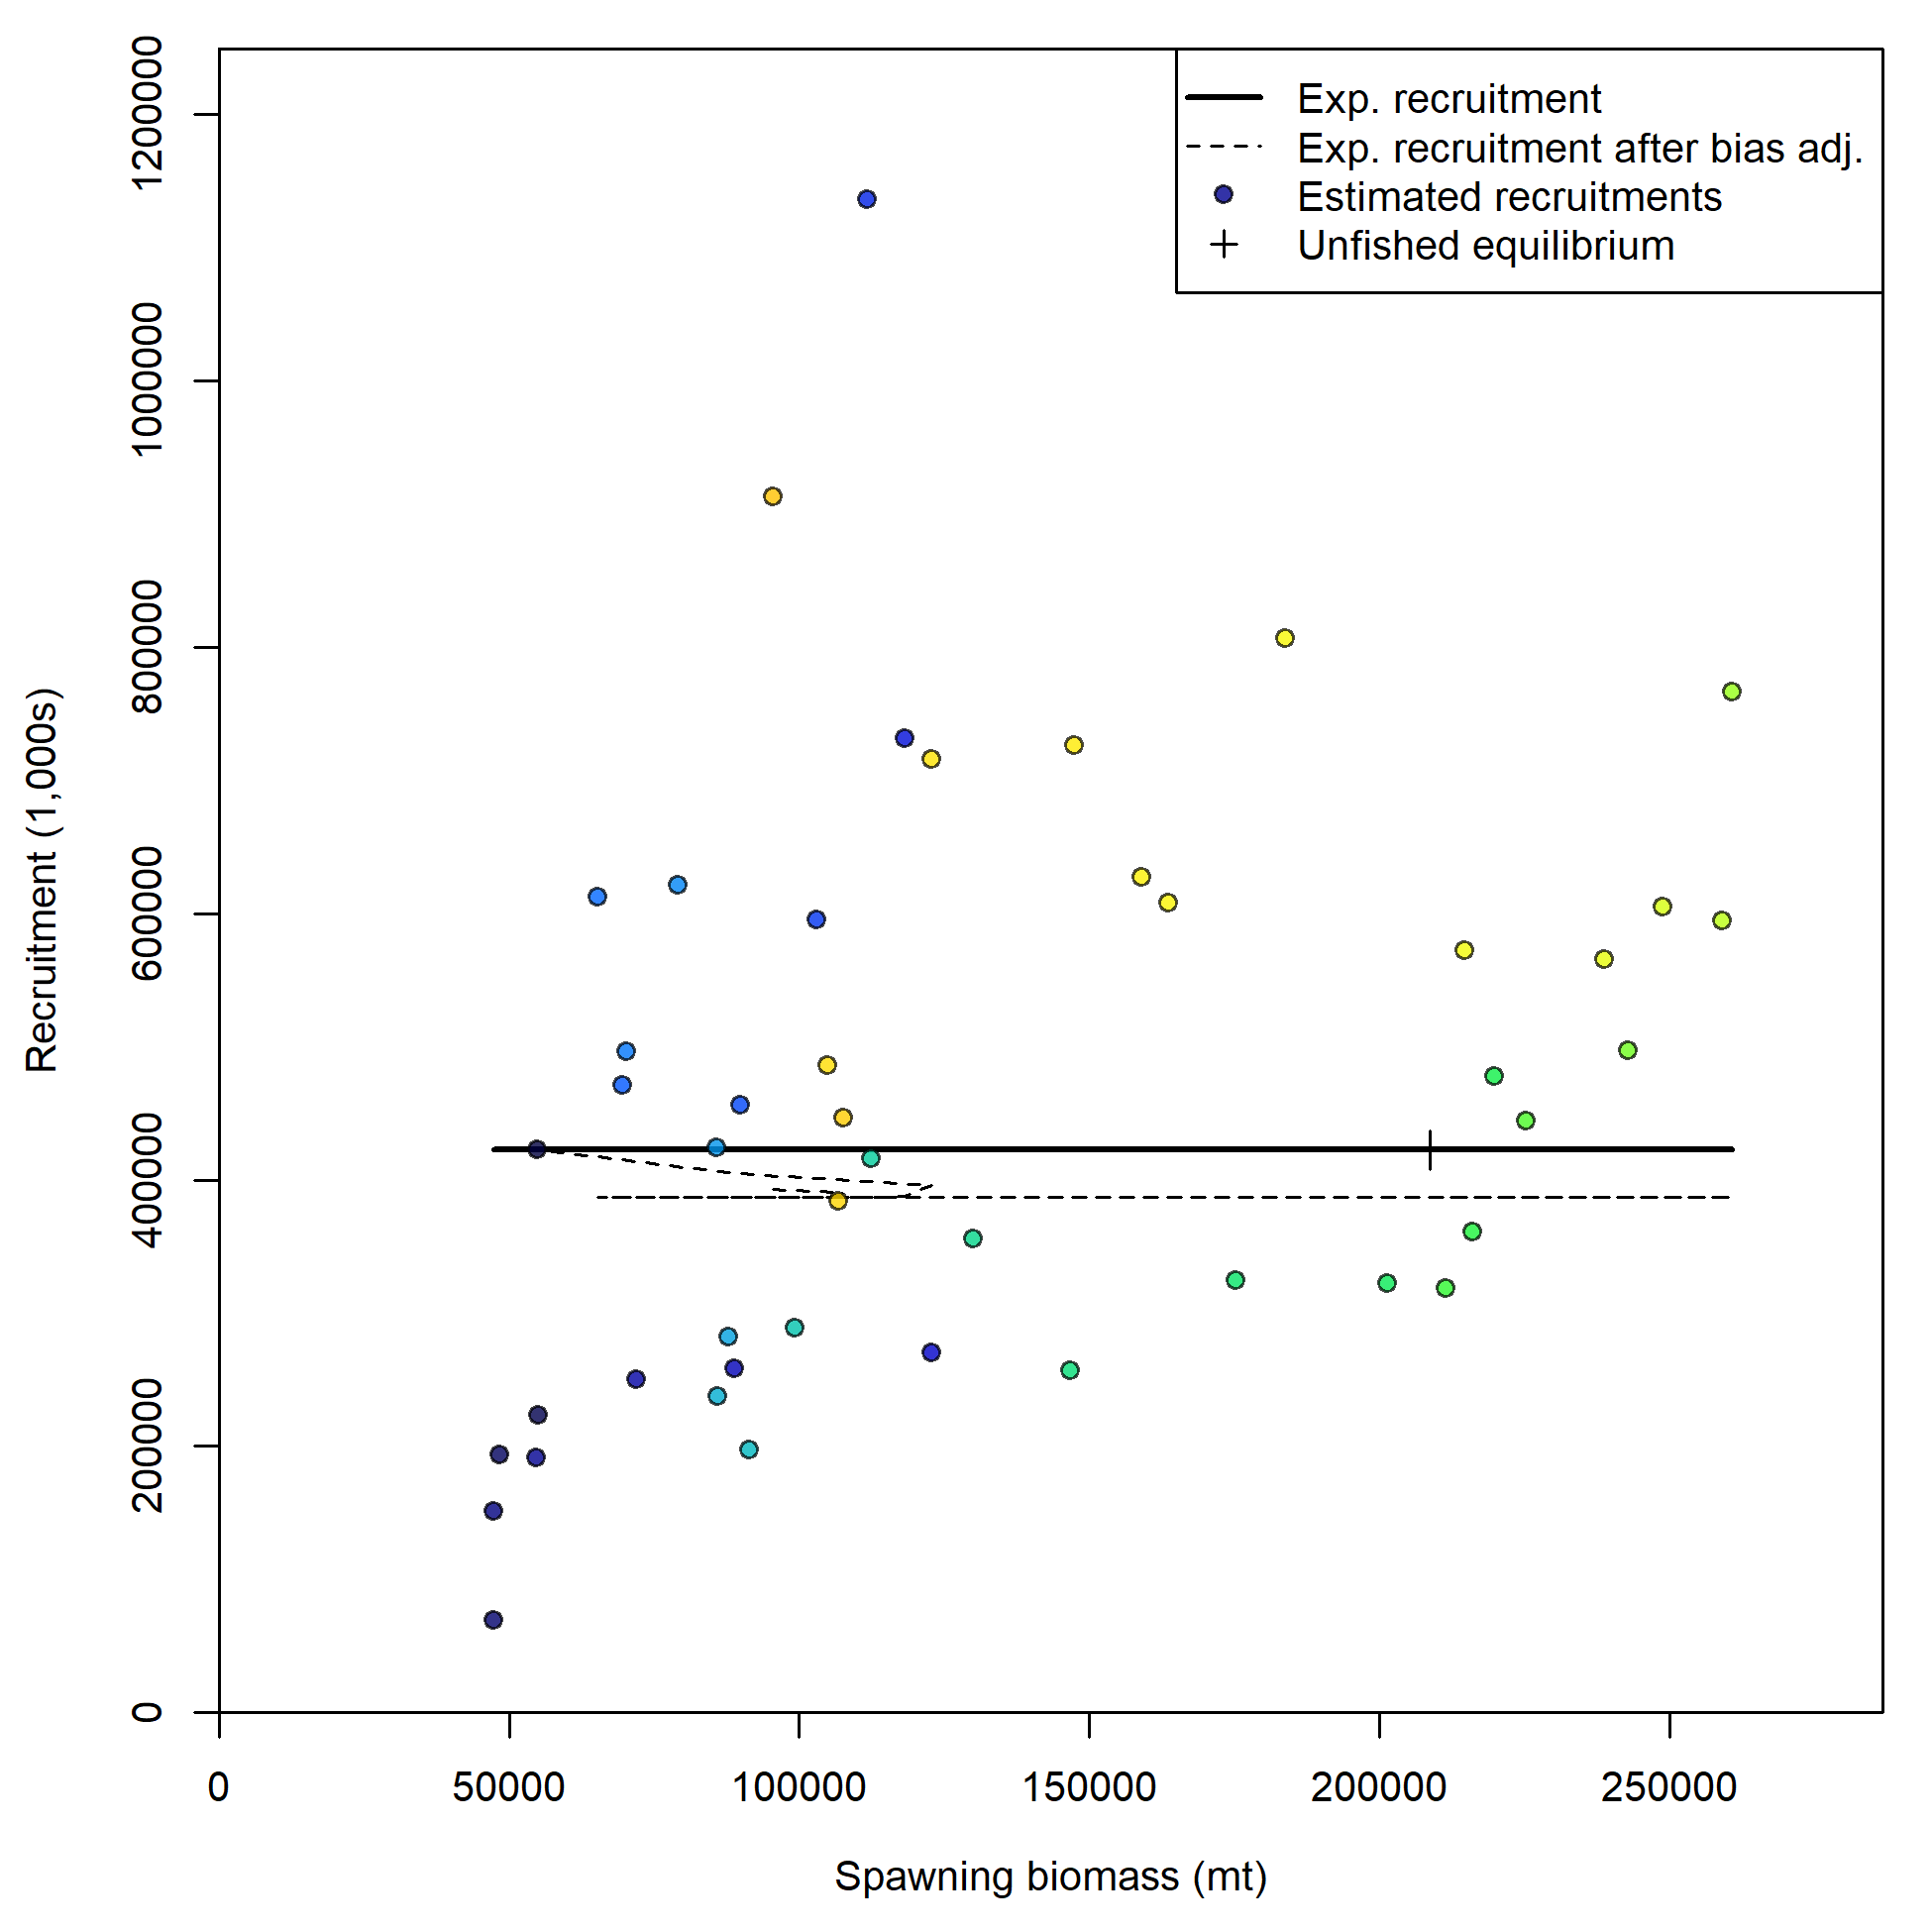 Exp. recruitment
Exp. recruitment after bias adj.
Estimated recruitments
Unfished equilibrium
Recruitment (1,000s)
1200000
1000000
800000
600000
400000
200000
0
0 50000 100000 150000 200000 250000
Spawning biomass (mt)